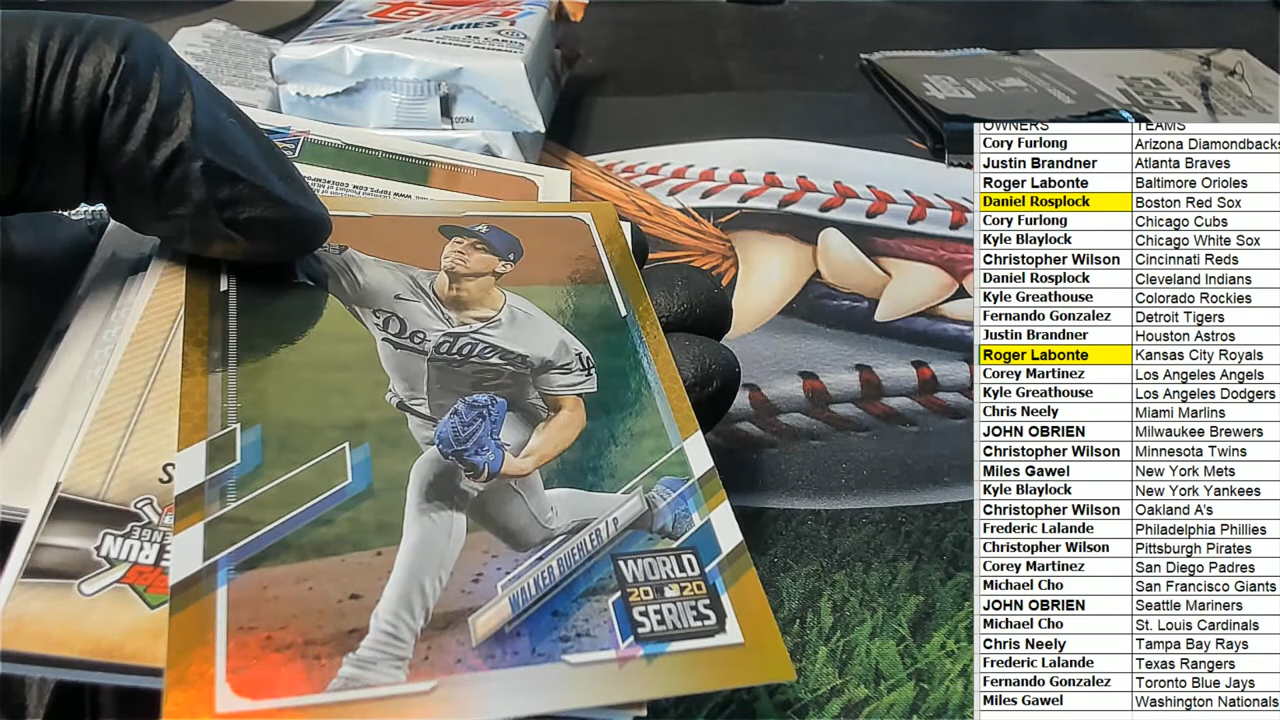 SERIES 1
Dodgers
LA
WALKER BUEHLER / P
WORLD
2020
SERIES
OWNERS TEAMS
Cory Furlong Arizona Diamondbacks
Justin Brandner Atlanta Braves
Roger Labonte Baltimore Orioles
Daniel Rosplock Boston Red Sox
Cory Furlong Chicago Cubs
Kyle Blaylock Chicago White Sox
Christopher Wilson Cincinnati Reds
Daniel Rosplock Cleveland Indians
Kyle Greathouse Colorado Rockies
Fernando Gonzalez Detroit Tigers
Justin Brandner Houston Astros
Roger Labonte Kansas City Royals
Corey Martinez Los Angeles Angels
Kyle Greathouse Los Angeles Dodgers
Chris Neely Miami Marlins
JOHN OBRIEN Milwaukee Brewers
Christopher Wilson Minnesota Twins
Miles Gawel New York Mets
Kyle Blaylock New York Yankees
Christopher Wilson Oakland A's
Frederic Lalande Philadelphia Phillies
Christopher Wilson Pittsburgh Pirates
Corey Martinez San Diego Padres
Michael Cho San Francisco Giants
JOHN OBRIEN Seattle Mariners
Michael Cho St. Louis Cardinals
Chris Neely Tampa Bay Rays
Frederic Lalande Texas Rangers
Fernando Gonzalez Toronto Blue Jays
Miles Gawel Washington Nationals